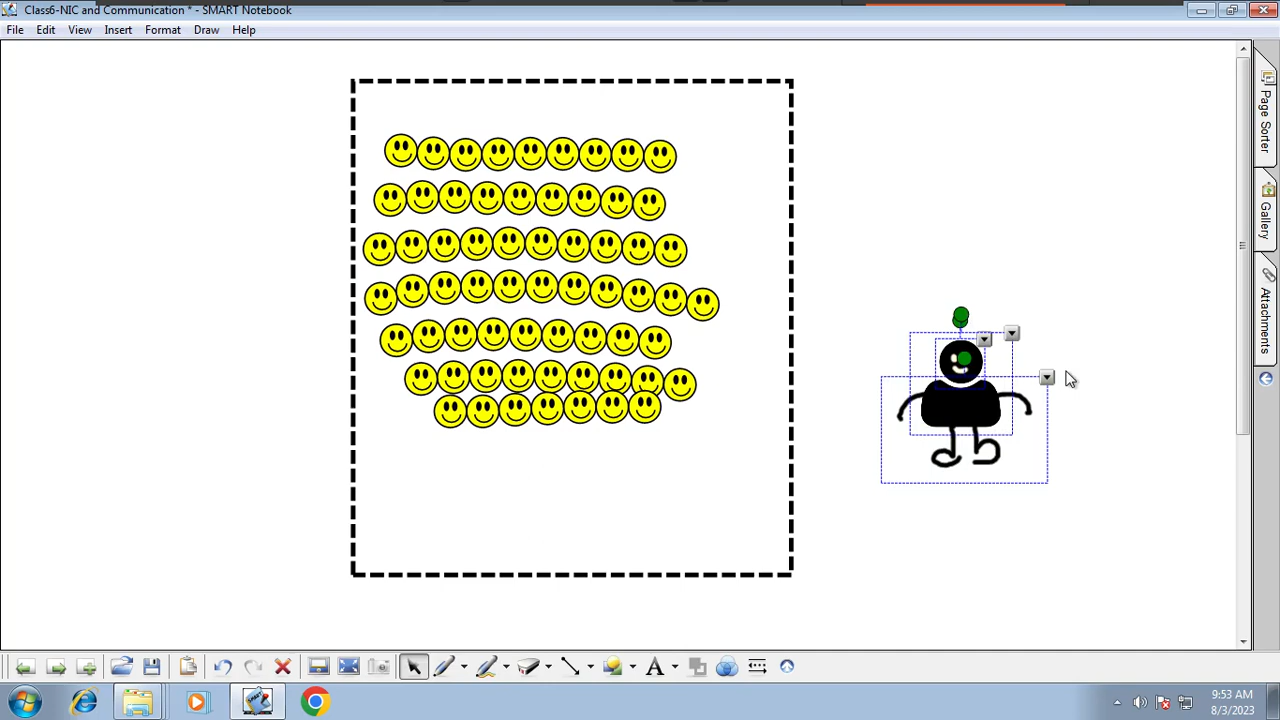 Class6-NIC and Communication * - SMART Notebook
File Edit View Insert Format Draw Help
Page Sorter
Gallery
Attachments
A
9:53 AM
8/3/2023